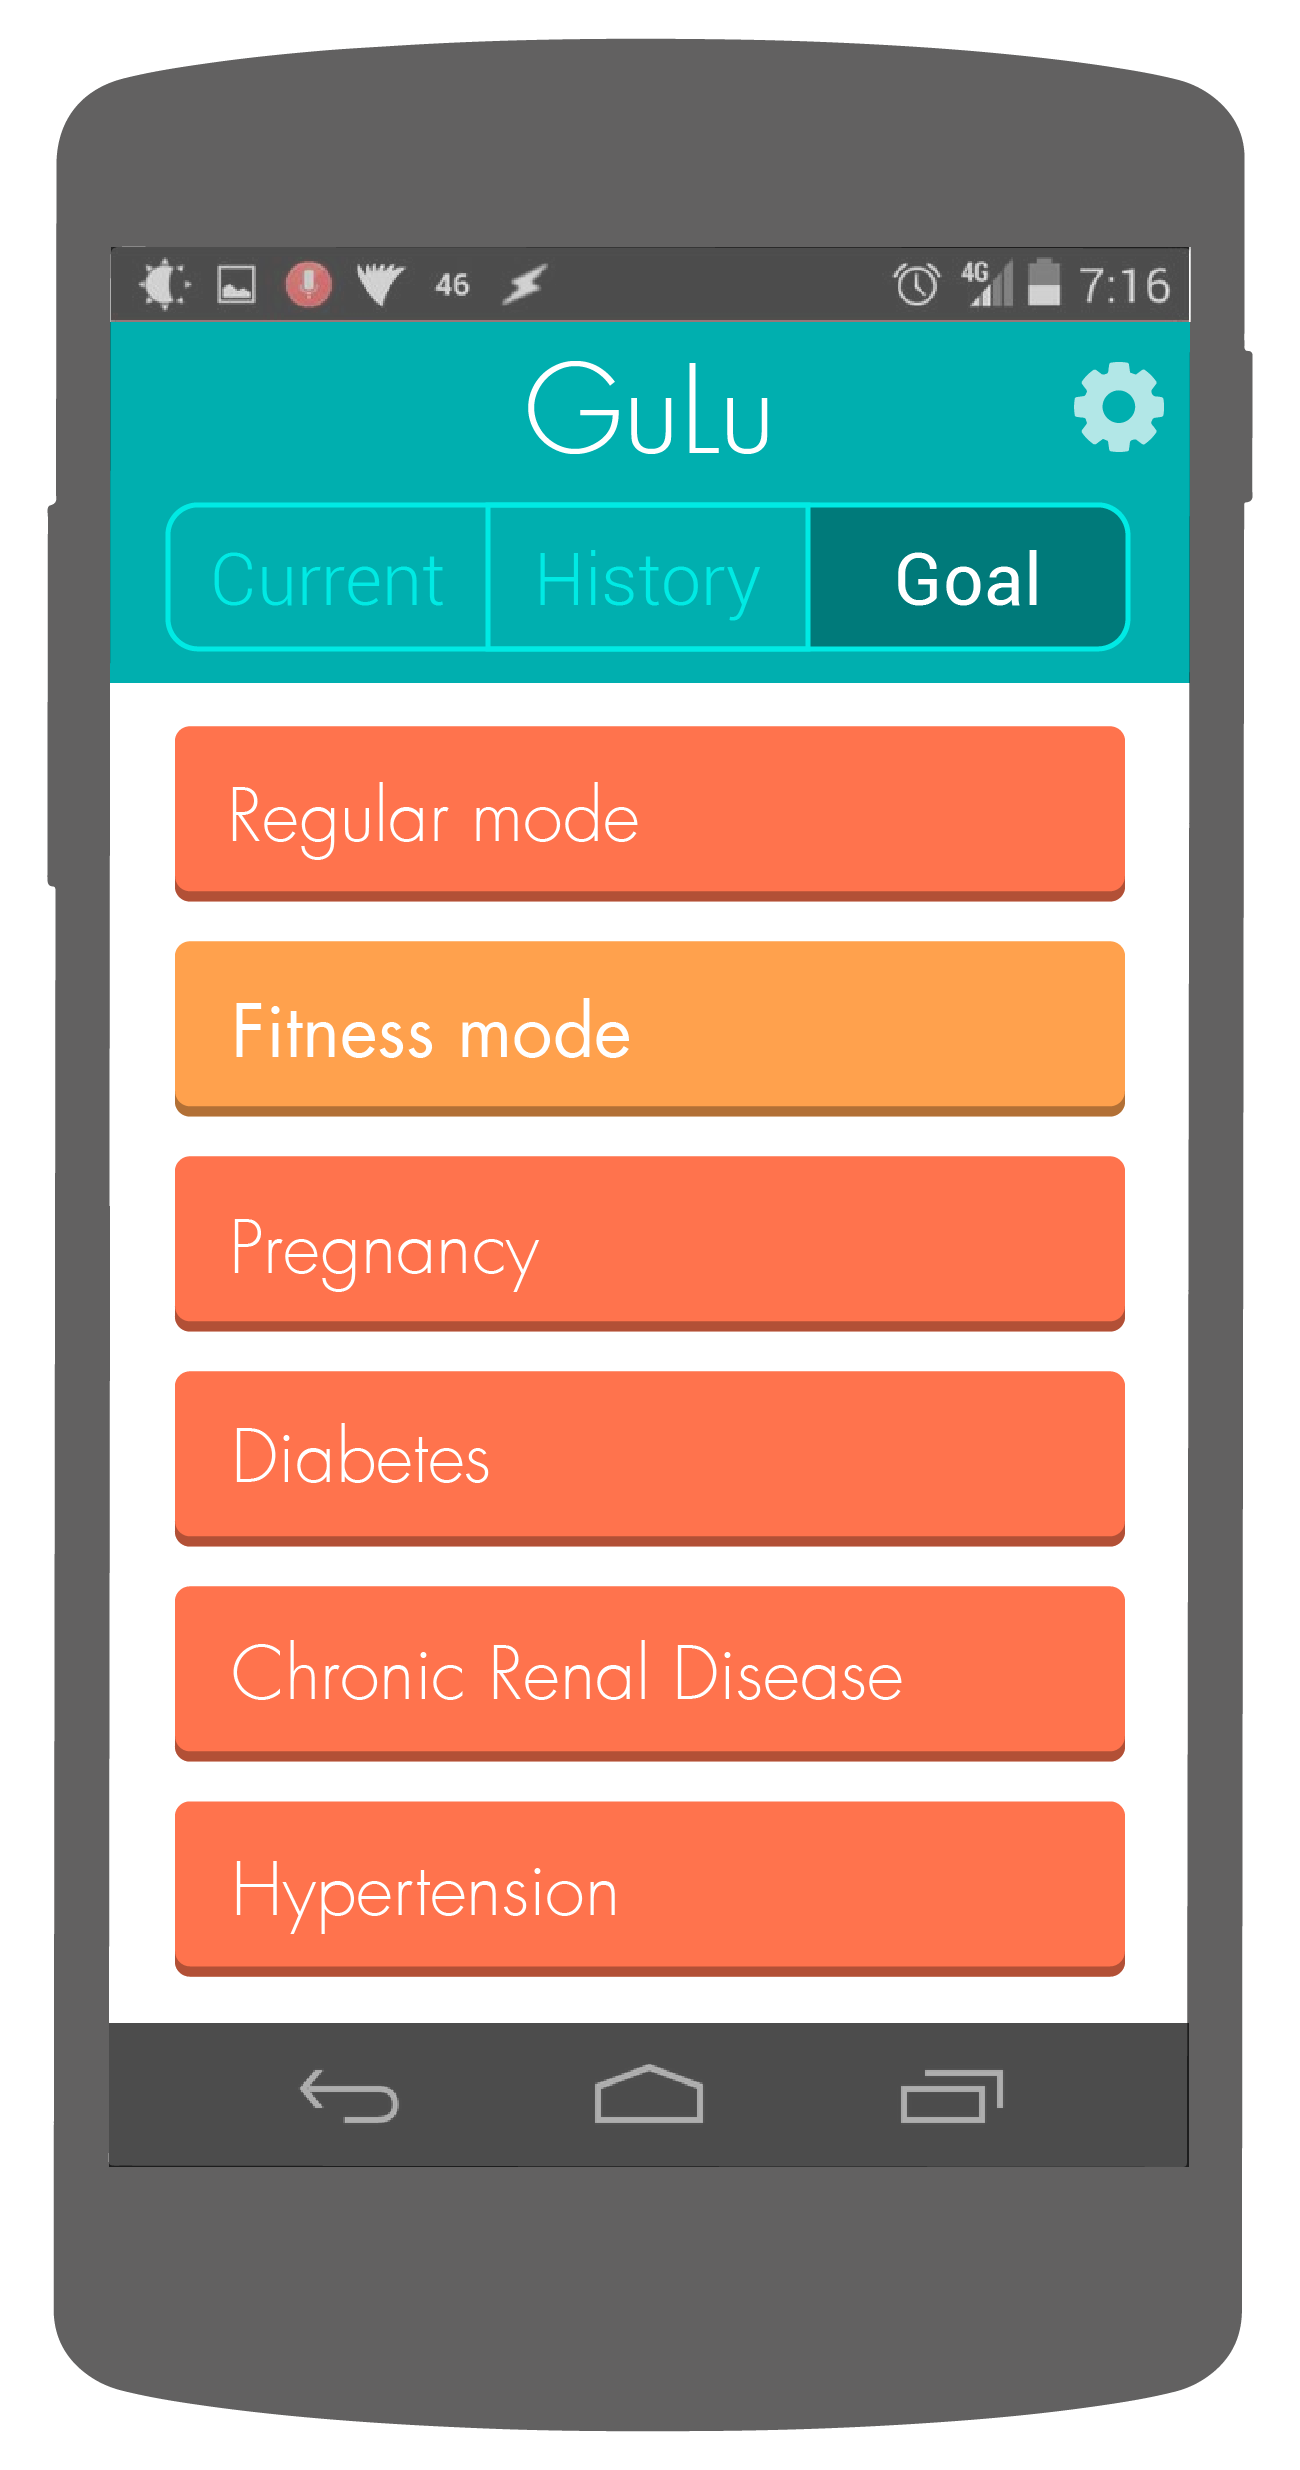 46 4G 7:16
GuLu
Current History Goal
Regular mode
Fitness mode
Pregnancy
Diabetes
Chronic Renal Disease
Hypertension